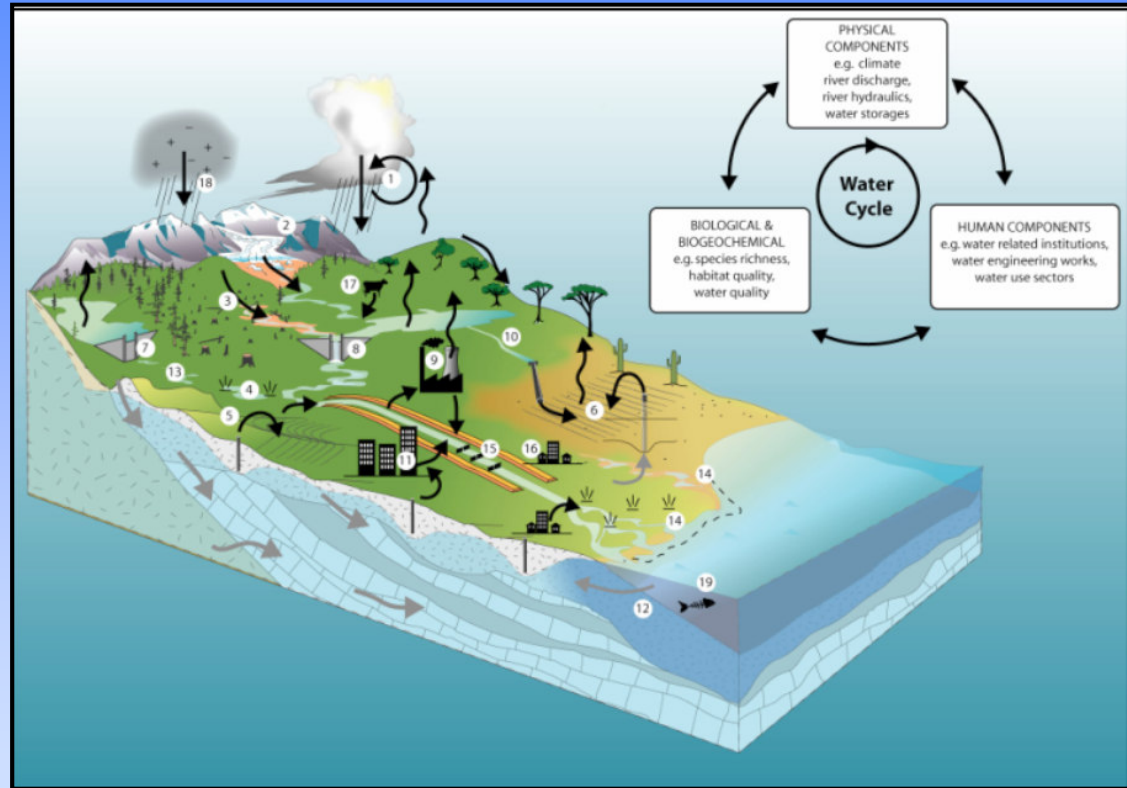 PHYSICAL
COMPONENTS
e.g. climate
river discharge,
river hydraulics,
water storages
Water
Cycle
BIOLOGICAL &
BIOGEOCHEMICAL
e.g. species richness,
habitat quality,
water quality
HUMAN COMPONENTS
e.g. water related institutions,
water engineering works,
water use sectors
18
1
2
17
3
7
8
9
10
13
4
5
6
11
15
16
14
14
12
19